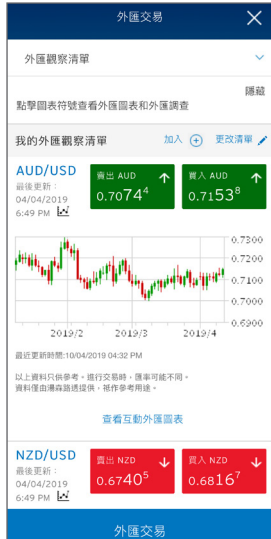 外匯交易
外匯觀察清單
隱藏
點擊圖表符號查看外匯圖表和外匯調查
我的外匯觀察清單 加入 更改清單
AUD/USD
最後更新：
04/04/2019
6:49 PM
賣出 AUD
0.7074⁴
買入 AUD
0.7153⁸
0.7300
0.7200
0.7100
0.7000
0.6900
2019/2 2019/3 2019/4
最近更新時間:10/04/2019 04:32 PM
以上資料只供參考。進行交易時，匯率可能不同。
資料僅由湯森路透提供，祗作參考用途。
查看互動外匯圖表
NZD/USD
最後更新：
04/04/2019
6:49 PM
賣出 NZD
0.6740⁵
買入 NZD
0.6816⁷
外匯交易